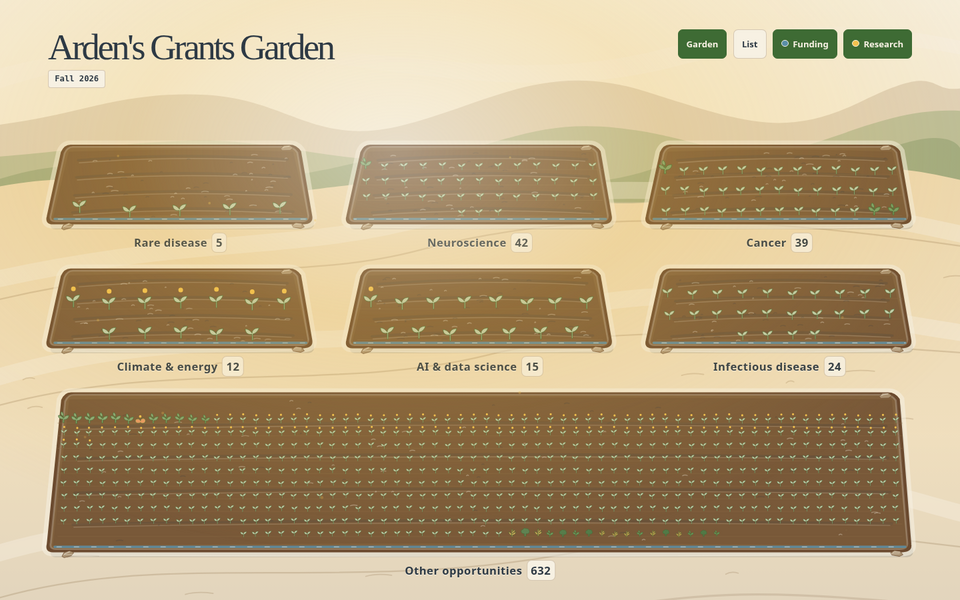 Arden's Grants Garden
Fall 2026
Garden
List
Funding
Research
Rare disease 5
Neuroscience 42
Cancer 39
Climate & energy 12
AI & data science 15
Infectious disease 24
Other opportunities 632